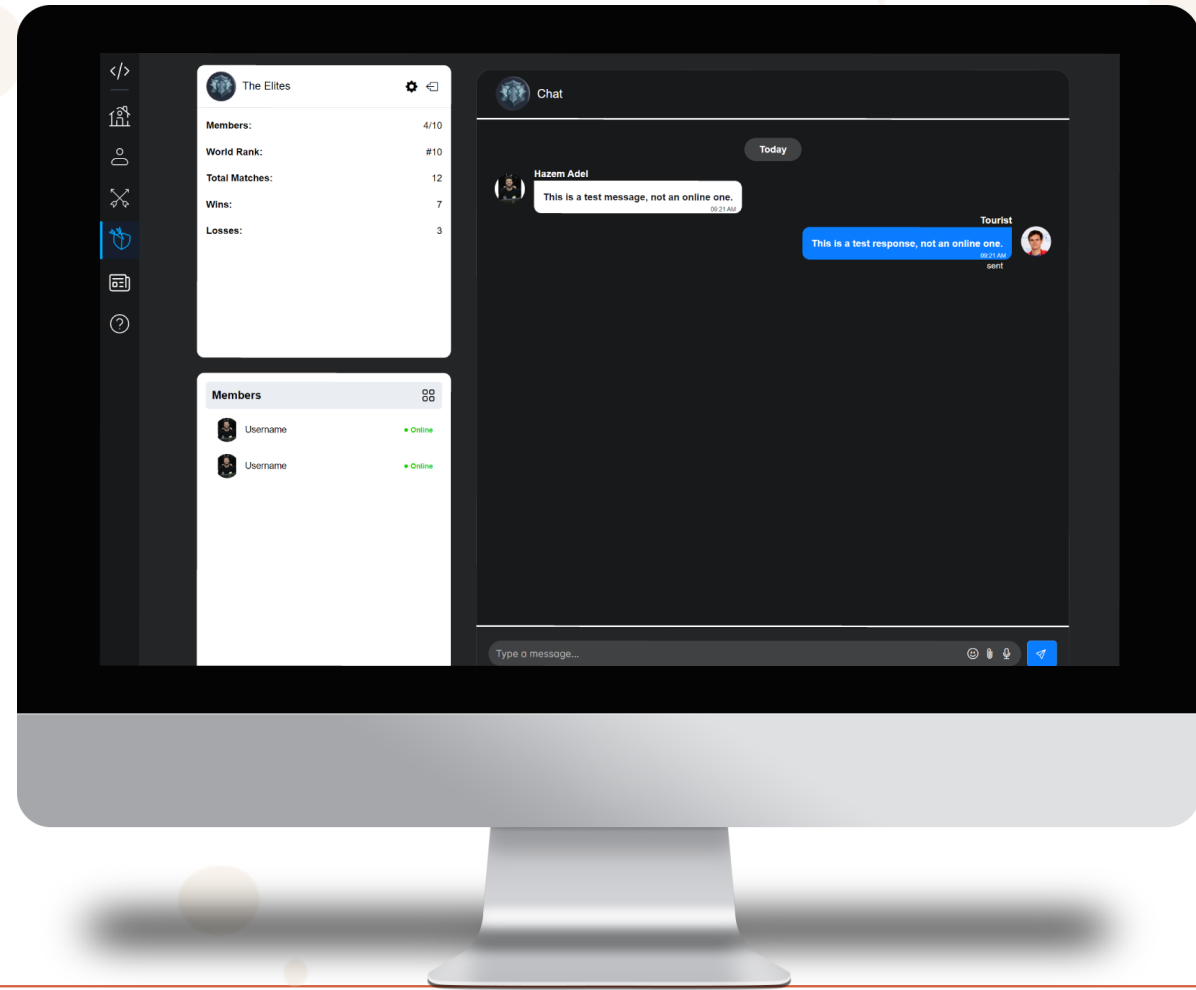 </>
The Elites
Members: 4/10
World Rank: #10
Total Matches: 12
Wins: 7
Losses: 3
Members
Username Online
Username Online
Chat
Today
Hazem Adel
This is a test message, not an online one.
09:21 AM
Tourist
This is a test response, not an online one.
09:21 AM
sent
Type a message...